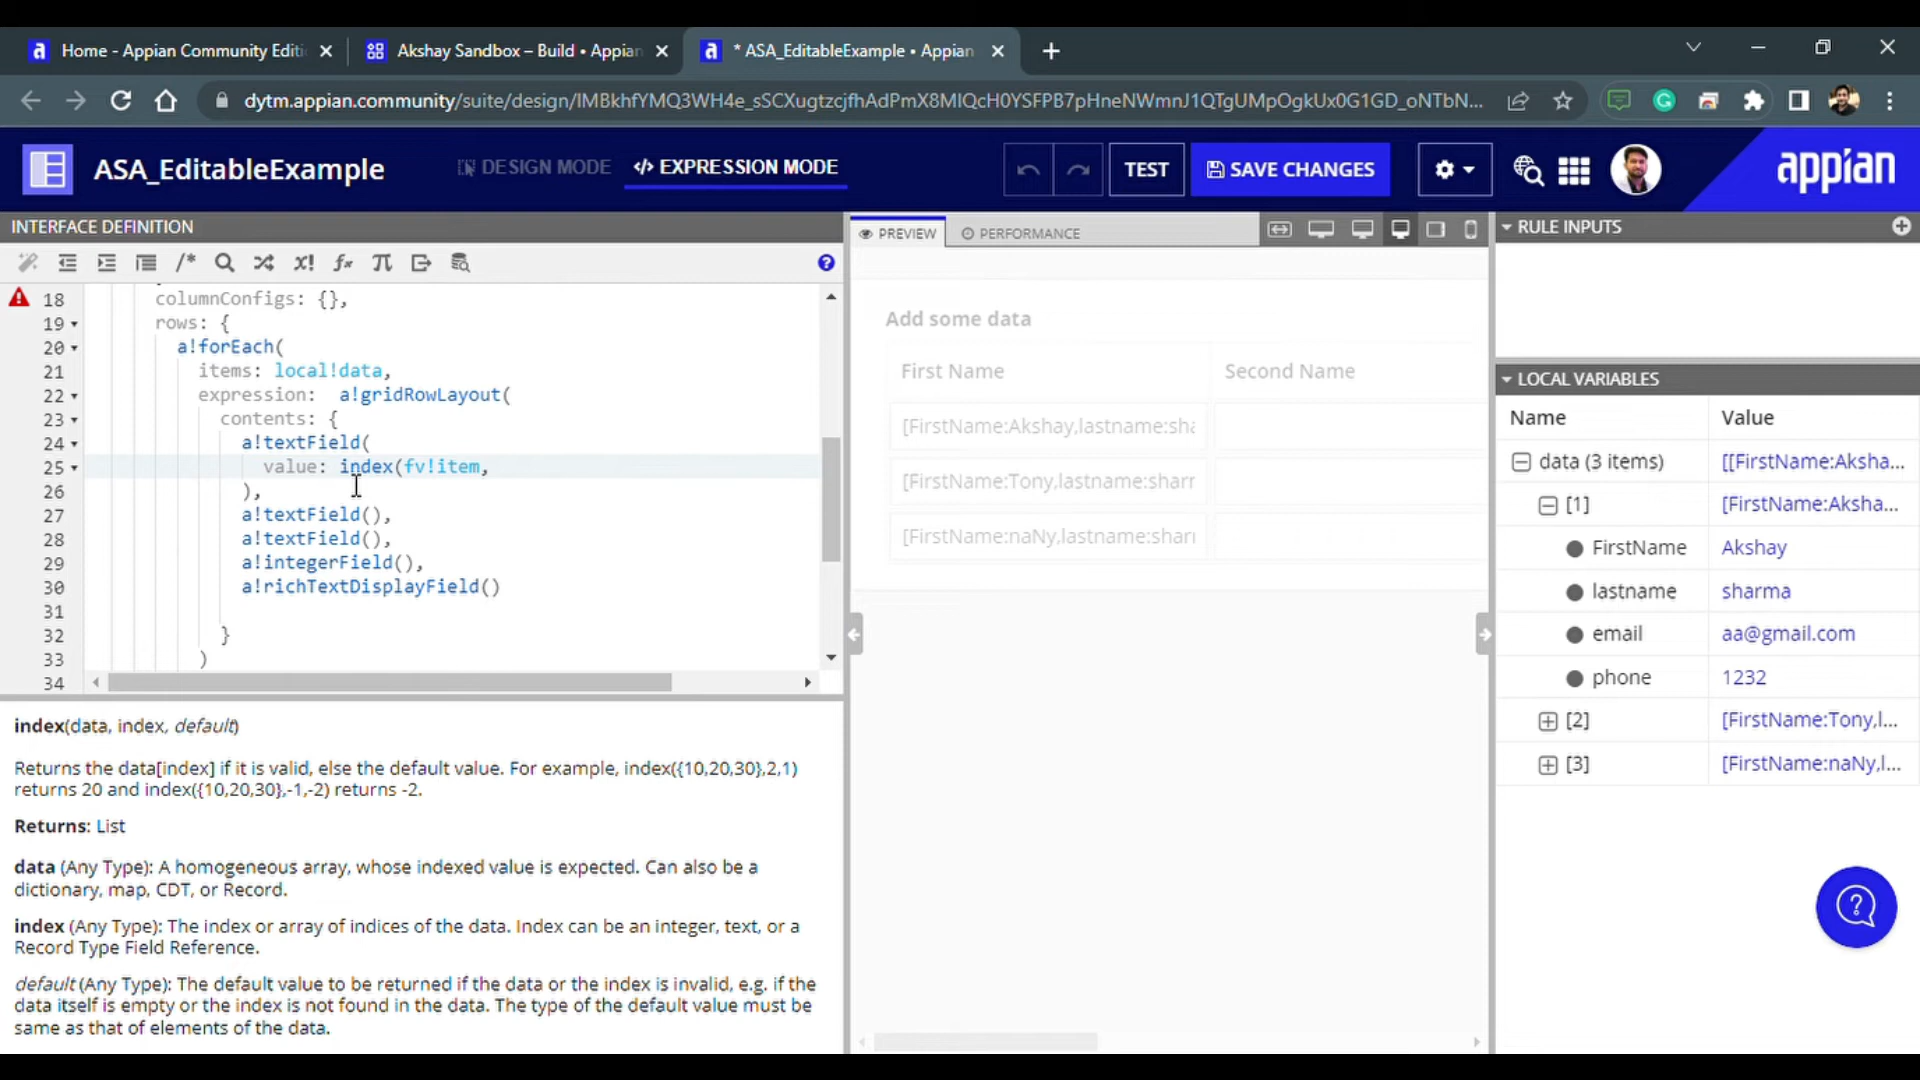 Home - Appian Community Editi
Akshay Sandbox – Build • Appian
* ASA_EditableExample • Appian
dytm.appian.community/suite/design/IMBkhfYMQ3WH4e_sSCXugtzcjfhAdPmX8MIQcH0YSFPB7pHneNWmnJ1QTgUMpOgkUx0G1GD_oNTbN...
ASA_EditableExample
DESIGN MODE
</> EXPRESSION MODE
TEST
SAVE CHANGES
appian
INTERFACE DEFINITION
18 columnConfigs: {},
19 rows: {
20 a!forEach(
21 items: local!data,
22 expression: a!gridRowLayout(
23 contents: {
24 a!textField(
25 value: index(fv!item,
26 ),
27 a!textField(),
28 a!textField(),
29 a!integerField(),
30 a!richTextDisplayField()
31
32 }
33 )
34
index(data, index, default)
Returns the data[index] if it is valid, else the default value. For example, index({10,20,30},2,1)
returns 20 and index({10,20,30},-1,-2) returns -2.
Returns: List
data (Any Type): A homogeneous array, whose indexed value is expected. Can also be a
dictionary, map, CDT, or Record.
index (Any Type): The index or array of indices of the data. Index can be an integer, text, or a
Record Type Field Reference.
default (Any Type): The default value to be returned if the data or the index is invalid, e.g. if the
data itself is empty or the index is not found in the data. The type of the default value must be
same as that of elements of the data.
PREVIEW
PERFORMANCE
Add some data
First Name
Second Name
[FirstName:Akshay,lastname:sha
[FirstName:Tony,lastname:sharr
[FirstName:naNy,lastname:sharr
RULE INPUTS
LOCAL VARIABLES
Name Value
data (3 items) [[FirstName:Aksha...
[1] [FirstName:Aksha...
FirstName Akshay
lastname sharma
email aa@gmail.com
phone 1232
[2] [FirstName:Tony,l...
[3] [FirstName:naNy,l...